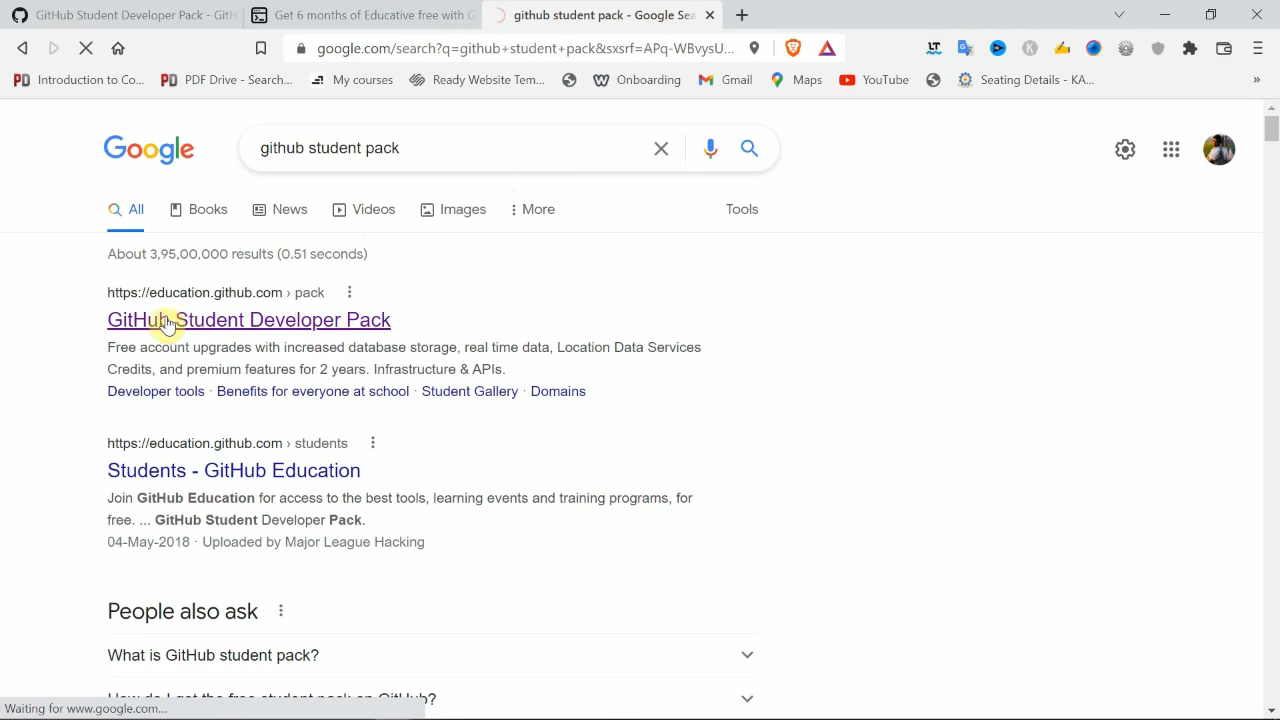 GitHub Student Developer Pack - GitH
Get 6 months of Educative free with G
github student pack - Google Sea
google.com/search?q=github+student+pack&sxsrf=APq-WBvysU...
Introduction to Co...
PDF Drive - Search...
My courses
Ready Website Tem...
Onboarding
Gmail
Maps
YouTube
Seating Details - KA...
Google
github student pack
All
Books
News
Videos
Images
More
Tools
About 3,95,00,000 results (0.51 seconds)
https://education.github.com › pack
GitHub Student Developer Pack
Free account upgrades with increased database storage, real time data, Location Data Services
Credits, and premium features for 2 years. Infrastructure & APIs.
Developer tools · Benefits for everyone at school · Student Gallery · Domains
https://education.github.com › students
Students - GitHub Education
Join GitHub Education for access to the best tools, learning events and training programs, for
free. ... GitHub Student Developer Pack.
04-May-2018 · Uploaded by Major League Hacking
People also ask
What is GitHub student pack?
How do I get the free student pack on GitHub?
Waiting for www.google.com...